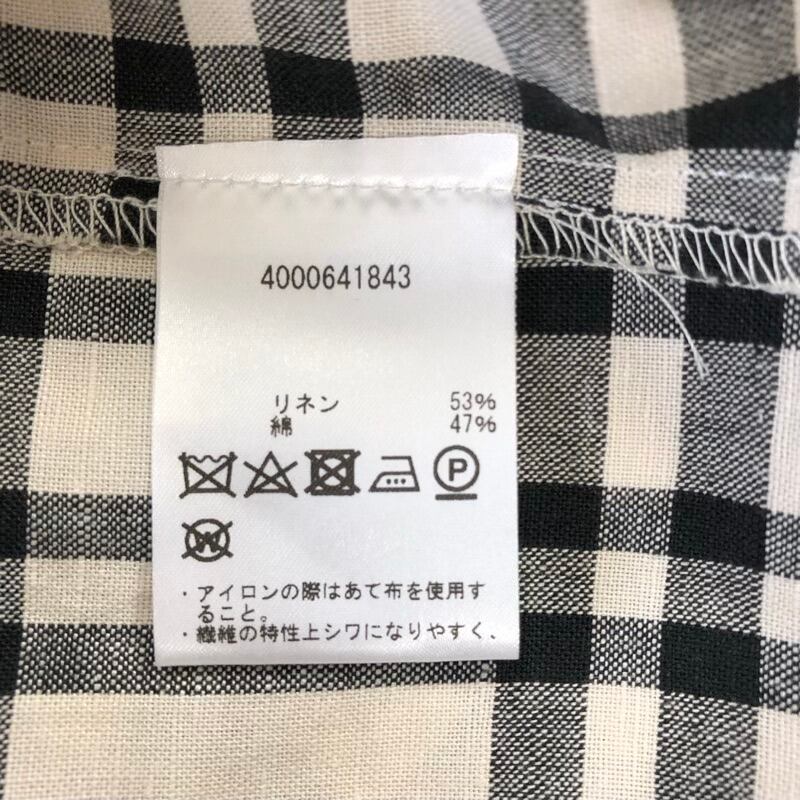 4000641843
リネン 53%
綿 47%
P
W
・アイロンの際はあて布を使用す
ること。
・繊維の特性上シワになりやすく、